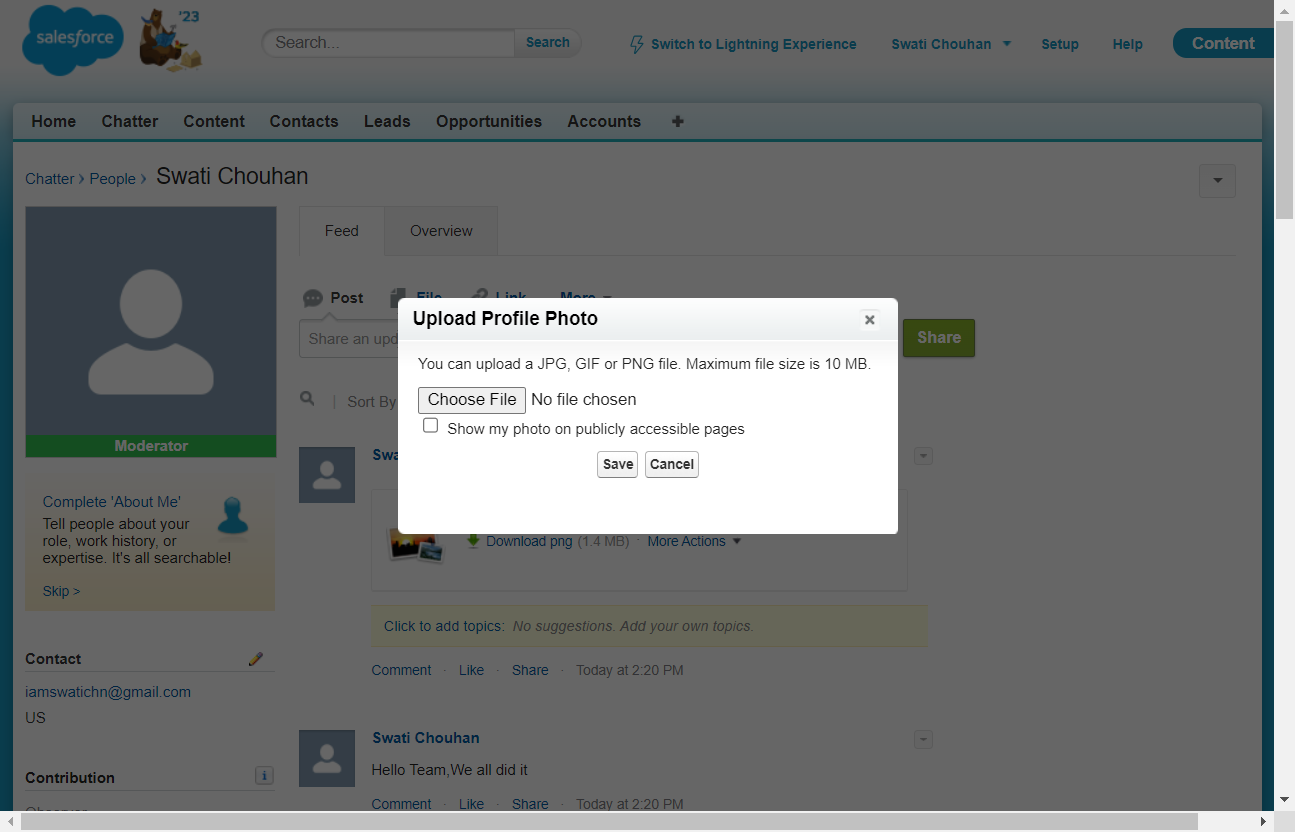 salesforce
'23
Search...
Search
Switch to Lightning Experience
Swati Chouhan
Setup
Help
Content
Home
Chatter
Content
Contacts
Leads
Opportunities
Accounts
Chatter › People › Swati Chouhan
Feed
Overview
Post
File
Link
More
Share an upd
Share
Upload Profile Photo
You can upload a JPG, GIF or PNG file. Maximum file size is 10 MB.
Choose File No file chosen
Show my photo on publicly accessible pages
Save
Cancel
Sort By
Moderator
Complete 'About Me'
Tell people about your
role, work history, or
expertise. It's all searchable!
Skip >
Contact
iamswatichn@gmail.com
US
Contribution
Swa
Download png (1.4 MB) · More Actions
Click to add topics: No suggestions. Add your own topics.
Comment · Like · Share · Today at 2:20 PM
Swati Chouhan
Hello Team,We all did it
Comment · Like · Share · Today at 2:20 PM